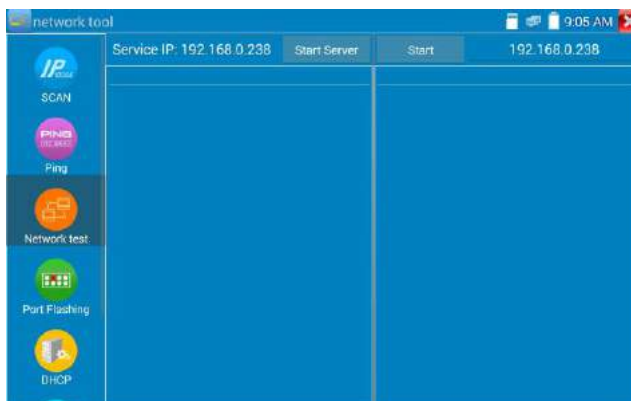 network tool
9:05 AM
Service IP: 192.168.0.238
Start Server
Start
192.168.0.238
IP
SCAN
PING
Ping
Network test
Port Flashing
DHCP